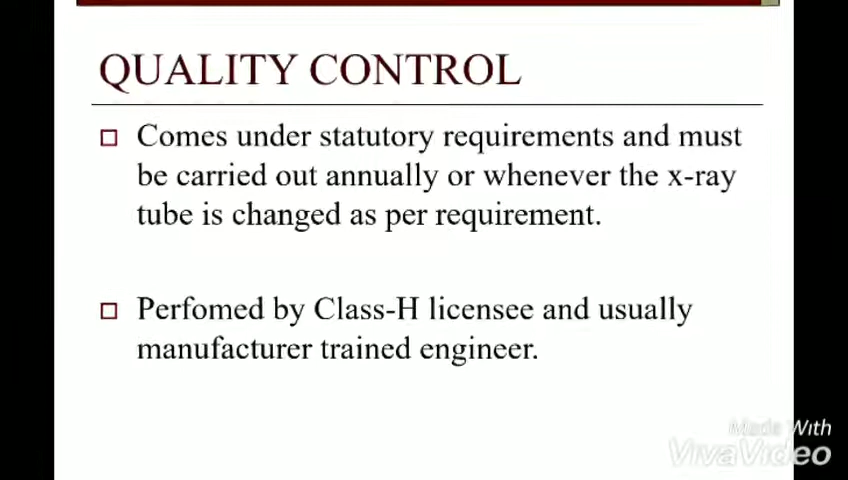 QUALITY CONTROL
Comes under statutory requirements and must
be carried out annually or whenever the x-ray
tube is changed as per requirement.
Perfomed by Class-H licensee and usually
manufacturer trained engineer.
Made With
VivaVideo